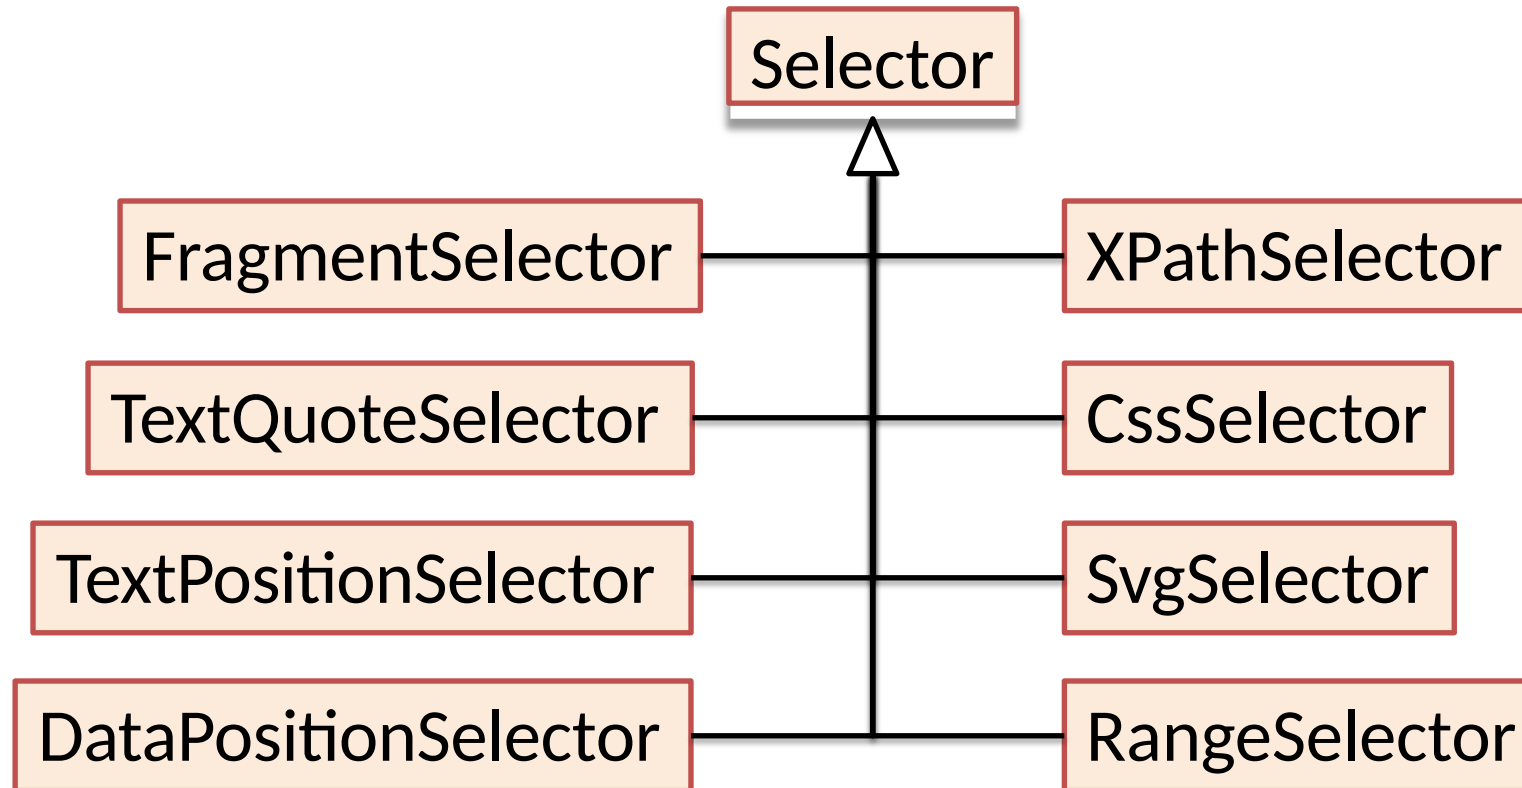 Selector
FragmentSelector
XPathSelector
TextQuoteSelector
CssSelector
TextPositionSelector
SvgSelector
DataPositionSelector
RangeSelector